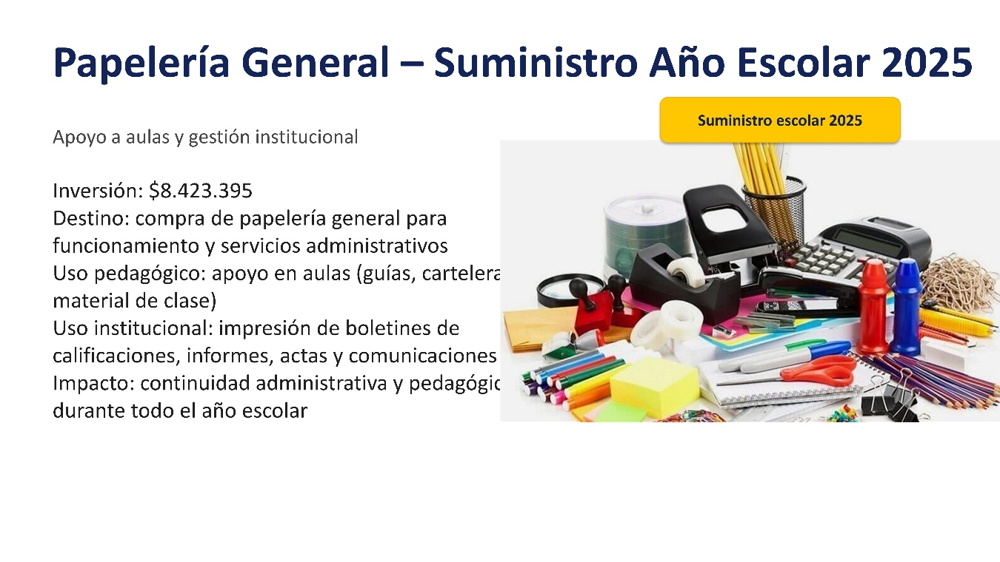 Papelería General – Suministro Año Escolar 2025
Suministro escolar 2025
Apoyo a aulas y gestión institucional
Inversión: $8.423.395
Destino: compra de papelería general para
funcionamiento y servicios administrativos
Uso pedagógico: apoyo en aulas (guías, cartelera
material de clase)
Uso institucional: impresión de boletines de
calificaciones, informes, actas y comunicaciones
Impacto: continuidad administrativa y pedagógic
durante todo el año escolar